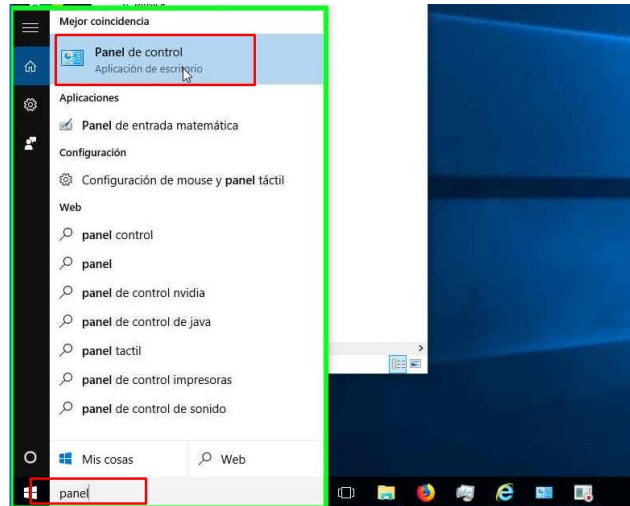 Mejor coincidencia
Panel de control
Aplicación de escritorio
Aplicaciones
Panel de entrada matemática
Configuración
Configuración de mouse y panel táctil
Web
panel control
panel
panel de control nvidia
panel de control de java
panel tactil
panel de control impresoras
panel de control de sonido
Mis cosas
Web
panel